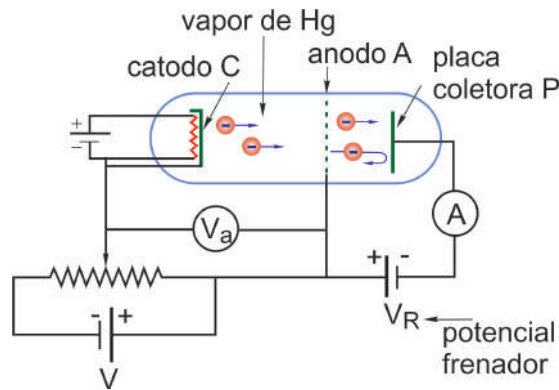 vapor de Hg
anodo A
placa
coletora P
catodo C
+
-
A
Va
+ -
VR
- +
V
potencial
frenador